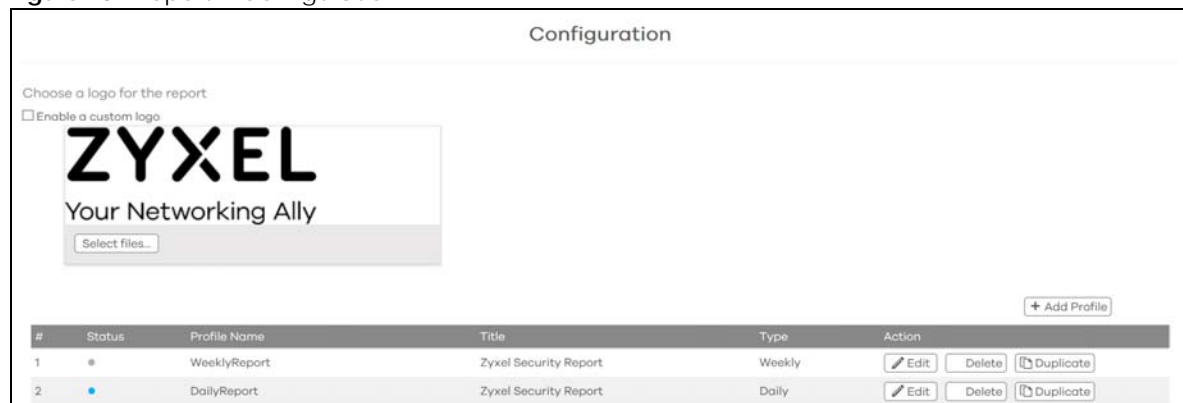 Configuration
Choose a logo for the report
Enable a custom logo
ZYXEL
Your Networking Ally
Select files...
+ Add Profile
# Status Profile Name Title Type Action
1 WeeklyReport Zyxel Security Report Weekly Edit Delete Duplicate
2 DailyReport Zyxel Security Report Daily Edit Delete Duplicate